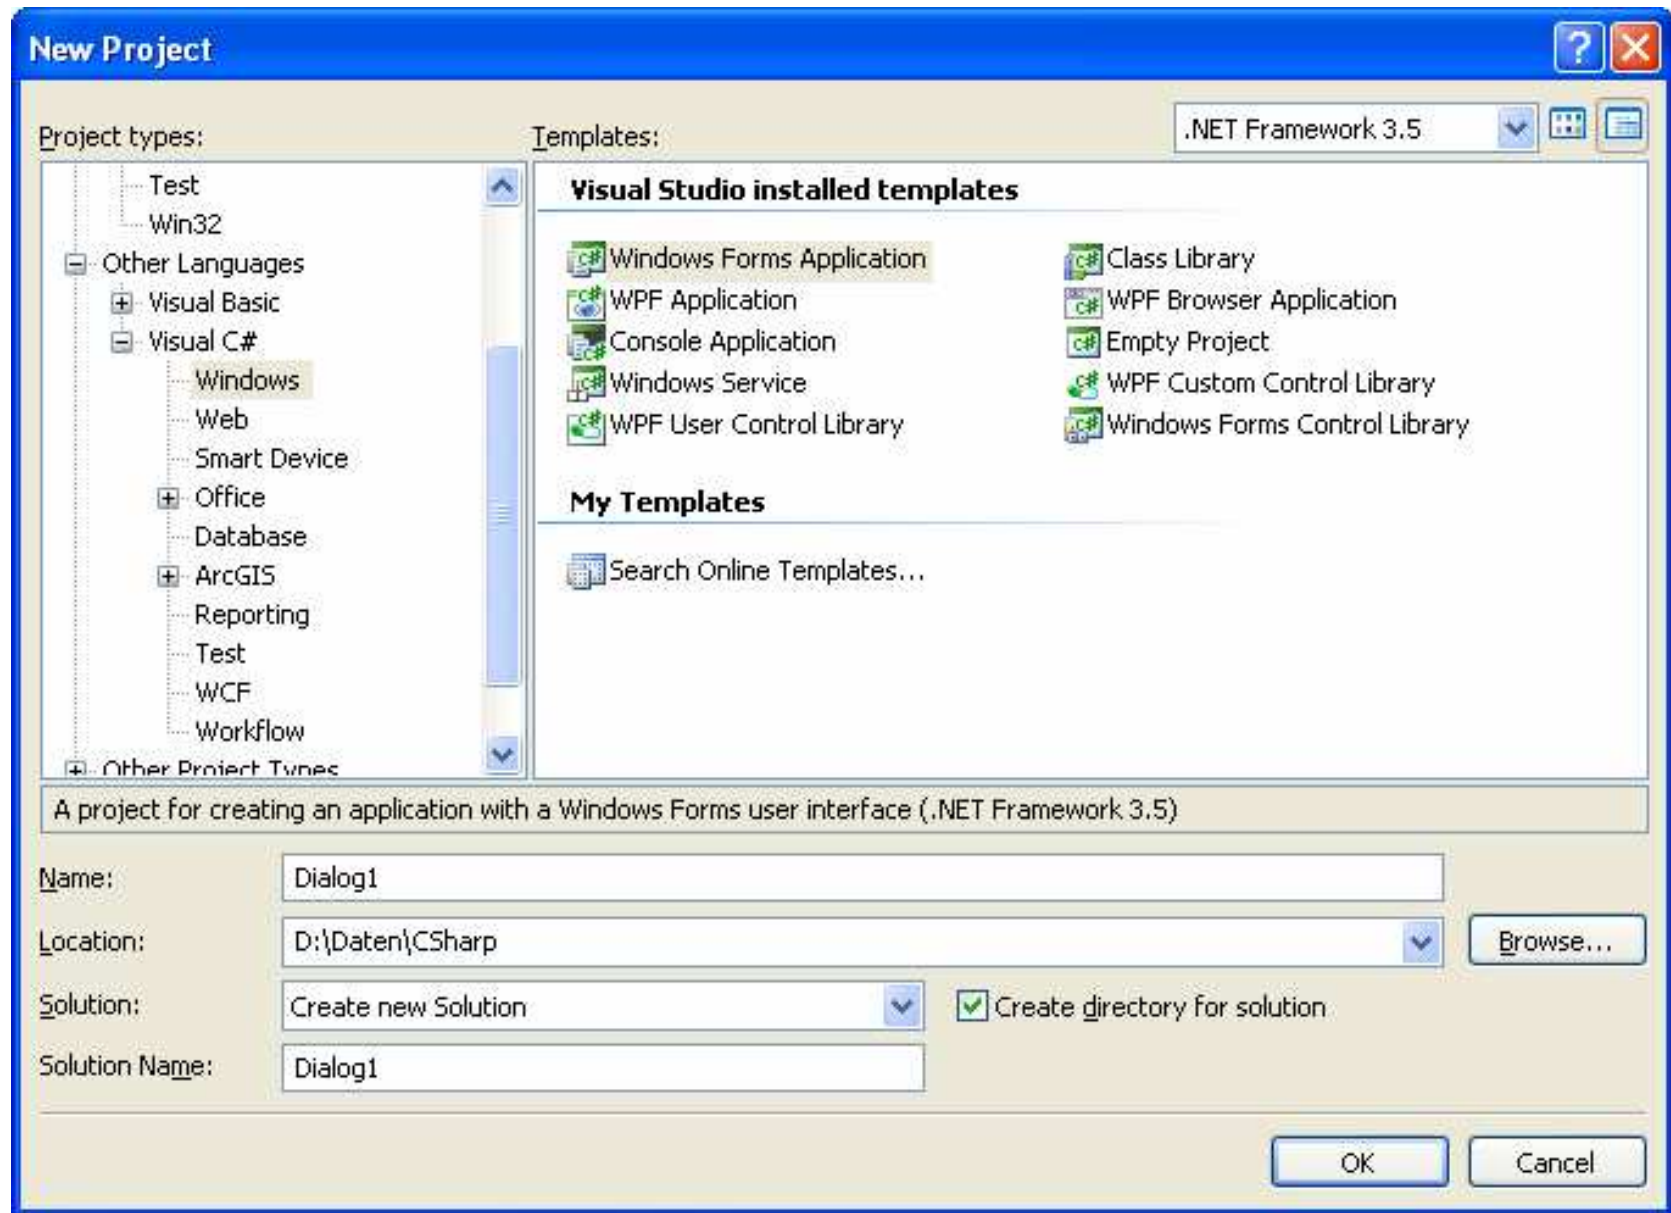 New Project
Project types:
Templates:
.NET Framework 3.5
Test
Win32
Other Languages
Visual Basic
Visual C#
Windows
Web
Smart Device
Office
Database
ArcGIS
Reporting
Test
WCF
Workflow
Other Project Types
Visual Studio installed templates
Windows Forms Application
Class Library
WPF Application
WPF Browser Application
Console Application
Empty Project
Windows Service
WPF Custom Control Library
WPF User Control Library
Windows Forms Control Library
My Templates
Search Online Templates...
A project for creating an application with a Windows Forms user interface (.NET Framework 3.5)
Name:
Dialog1
Location:
D:\Daten\CSharp
Browse...
Solution:
Create new Solution
Create directory for solution
Solution Name:
Dialog1
OK
Cancel